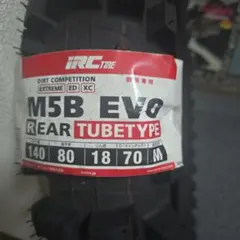 iRC TIRE
DIRT COMPETITION
EXTREME ED XC
M5B EVO
REAR TUBETYPE
140 80 18 70 M